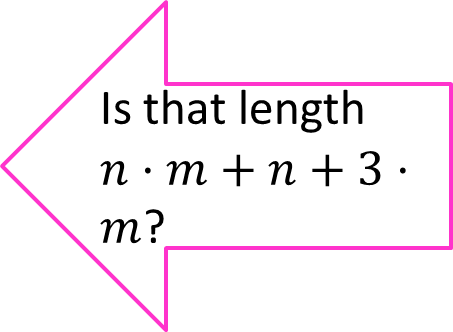 Is that length
n · m + n + 3 ·
m?